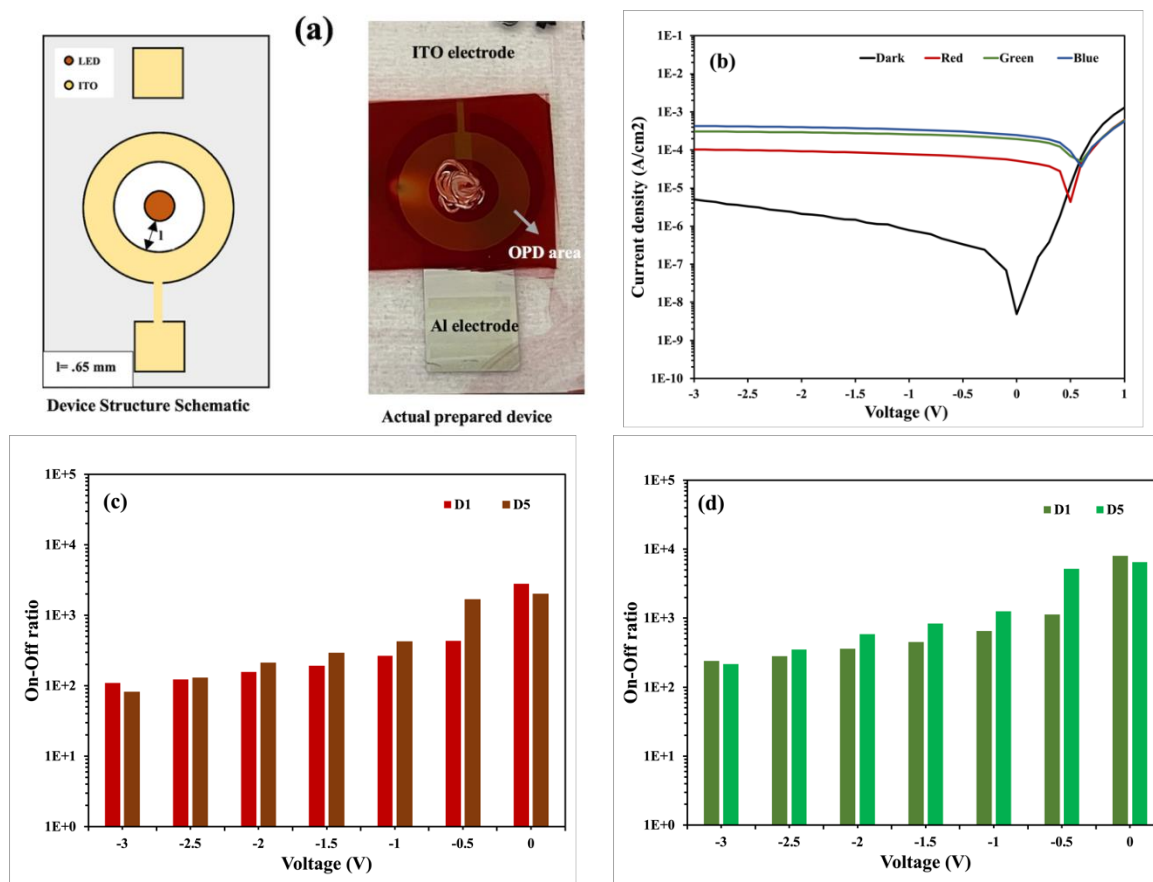 (a)
LED
ITO
l
l= .65 mm
Device Structure Schematic
ITO electrode
OPD area
Al electrode
Actual prepared device
(b)
Dark Red Green Blue
1E-1
1E-2
1E-3
1E-4
1E-5
1E-6
1E-7
1E-8
1E-9
1E-10
Current density (A/cm2)
-3 -2.5 -2 -1.5 -1 -0.5 0 0.5 1
Voltage (V)
(c)
D1 D5
1E+5
1E+4
1E+3
1E+2
1E+1
1E+0
On-Off ratio
-3 -2.5 -2 -1.5 -1 -0.5 0
Voltage (V)
(d)
D1 D5
1E+5
1E+4
1E+3
1E+2
1E+1
1E+0
On-Off ratio
-3 -2.5 -2 -1.5 -1 -0.5 0
Voltage (V)